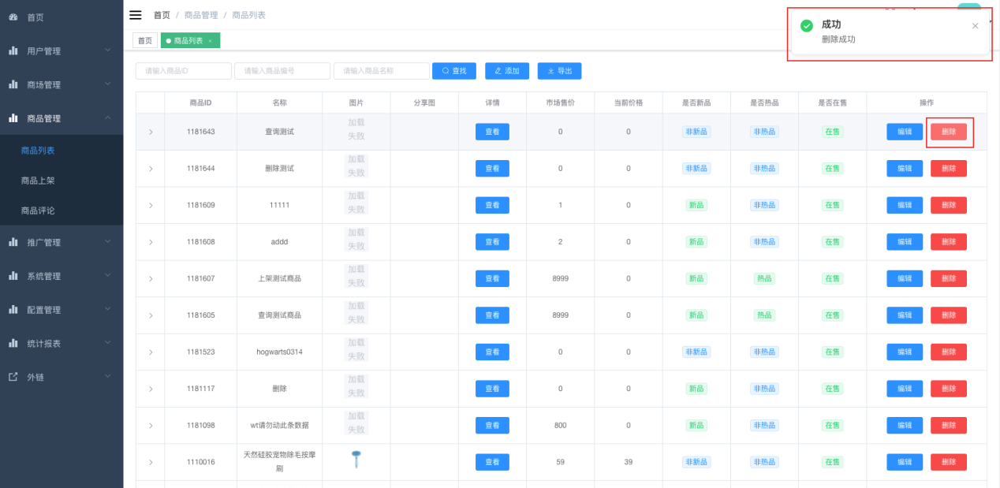 首页
用户管理
商场管理
商品管理
商品列表
商品上架
商品评论
推广管理
系统管理
配置管理
统计报表
外链
首页 / 商品管理 / 商品列表
首页 商品列表 ×
成功
删除成功
请输入商品ID 请输入商品编号 请输入商品名称 查找 添加 导出
商品ID 名称 图片 分享图 详情 市场售价 当前价格 是否新品 是否热品 是否在售 操作
1181643 查询测试 加载失败 查看 0 0 非新品 非热品 在售 编辑 删除
1181644 删除测试 加载失败 查看 0 0 非新品 非热品 在售 编辑 删除
1181609 11111 加载失败 查看 1 0 新品 非热品 在售 编辑 删除
1181608 addd 加载失败 查看 2 0 新品 非热品 在售 编辑 删除
1181607 上架测试商品 加载失败 查看 8999 0 新品 热品 在售 编辑 删除
1181605 查询测试商品 加载失败 查看 8999 0 新品 热品 在售 编辑 删除
1181523 hogwarts0314 加载失败 查看 0 0 非新品 非热品 在售 编辑 删除
1181117 删除 加载失败 查看 0 0 新品 非热品 在售 编辑 删除
1181098 wt请勿动此条数据 加载失败 查看 800 0 新品 非热品 在售 编辑 删除
1110016 天然硅胶宠物除毛按摩刷 查看 59 39 非新品 非热品 在售 编辑 删除